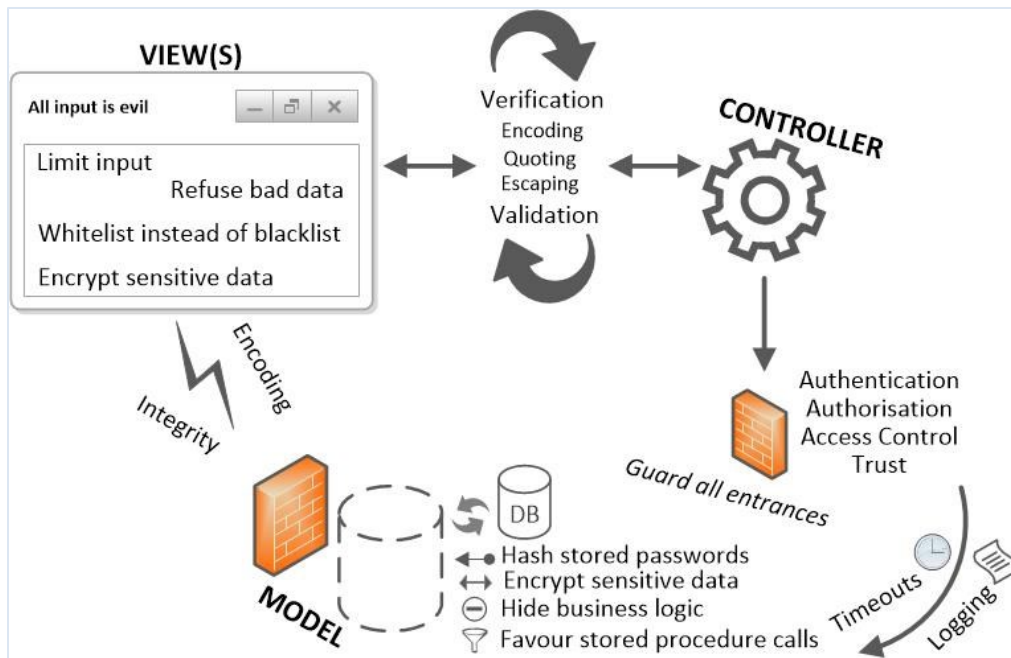 VIEW(S)
All input is evil
Limit input
Refuse bad data
Whitelist instead of blacklist
Encrypt sensitive data
Verification
Encoding
Quoting
Escaping
Validation
CONTROLLER
Encoding
Integrity
Authentication
Authorisation
Access Control
Trust
Guard all entrances
DB
Hash stored passwords
Encrypt sensitive data
Hide business logic
Favour stored procedure calls
MODEL
Timeouts
Logging